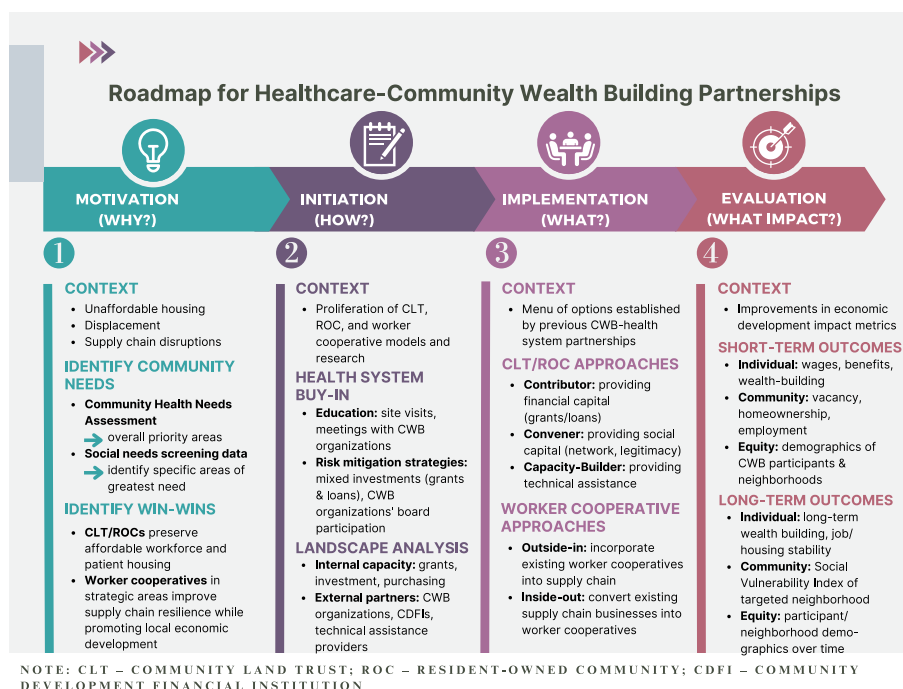 Roadmap for Healthcare-Community Wealth Building Partnerships
MOTIVATION
(WHY?)
INITIATION
(HOW?)
IMPLEMENTATION
(WHAT?)
EVALUATION
(WHAT IMPACT?)
1
CONTEXT
• Unaffordable housing
• Displacement
• Supply chain disruptions
IDENTIFY COMMUNITY
NEEDS
• Community Health Needs
Assessment
overall priority areas
• Social needs screening data
identify specific areas of
greatest need
IDENTIFY WIN-WINS
• CLT/ROCs preserve
affordable workforce and
patient housing
• Worker cooperatives in
strategic areas improve
supply chain resilience while
promoting local economic
development
2
CONTEXT
• Proliferation of CLT,
ROC, and worker
cooperative models and
research
HEALTH SYSTEM
BUY-IN
• Education: site visits,
meetings with CWB
organizations
• Risk mitigation strategies:
mixed investments (grants
& loans), CWB
organizations' board
participation
LANDSCAPE ANALYSIS
• Internal capacity: grants,
investment, purchasing
• External partners: CWB
organizations, CDFIs,
technical assistance
providers
3
CONTEXT
• Menu of options established
by previous CWB-health
system partnerships
CLT/ROC APPROACHES
• Contributor: providing
financial capital
(grants/loans)
• Convener: providing social
capital (network, legitimacy)
• Capacity-Builder: providing
technical assistance
WORKER COOPERATIVE
APPROACHES
• Outside-in: incorporate
existing worker cooperatives
into supply chain
• Inside-out: convert existing
supply chain businesses into
worker cooperatives
4
CONTEXT
• Improvements in economic
development impact metrics
SHORT-TERM OUTCOMES
• Individual: wages, benefits,
wealth-building
• Community: vacancy,
homeownership,
employment
• Equity: demographics of
CWB participants &
neighborhoods
LONG-TERM OUTCOMES
• Individual: long-term
wealth building, job/
housing stability
• Community: Social
Vulnerability Index of
targeted neighborhood
• Equity: participant/
neighborhood demo-
graphics over time
NOTE: CLT – COMMUNITY LAND TRUST; ROC – RESIDENT-OWNED COMMUNITY; CDFI – COMMUNITY
DEVELOPMENT FINANCIAL INSTITUTION